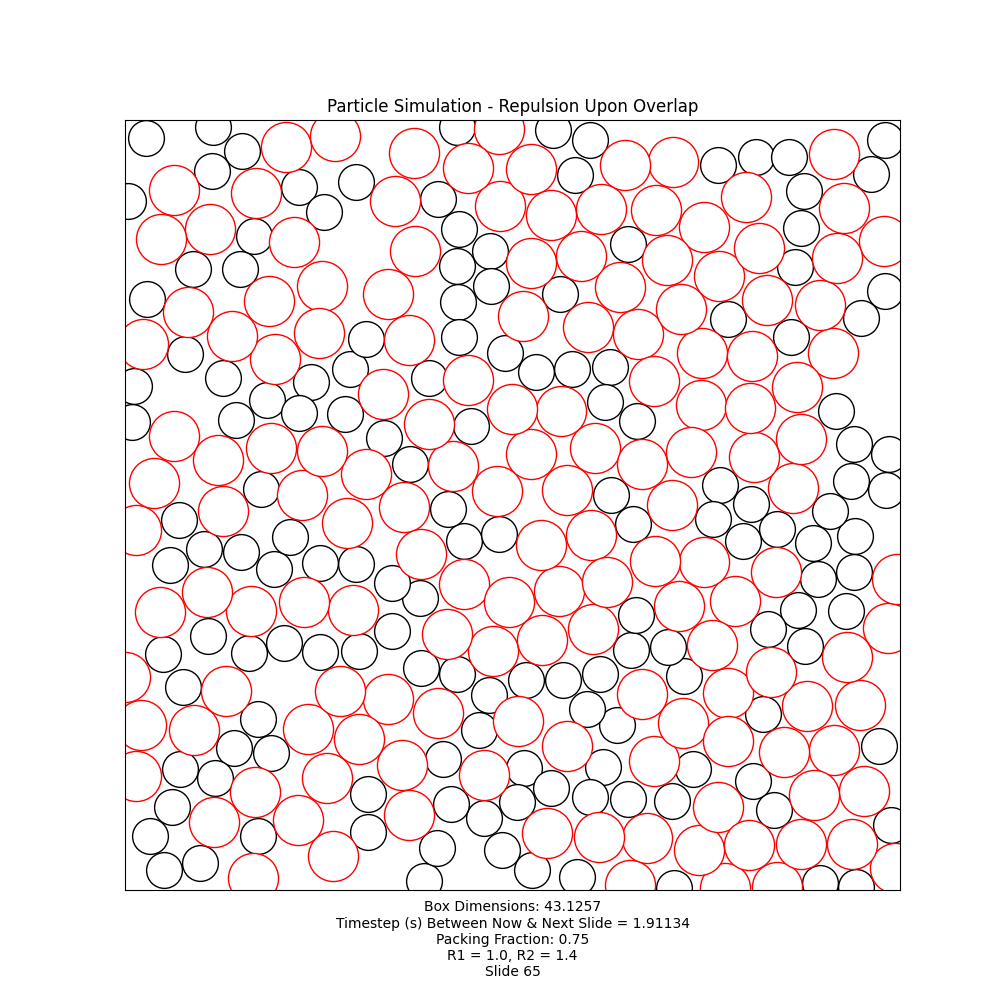 Particle Simulation - Repulsion Upon Overlap
Box Dimensions: 43.1257
Timestep (s) Between Now & Next Slide = 1.91134
Packing Fraction: 0.75
R1 = 1.0, R2 = 1.4
Slide 65